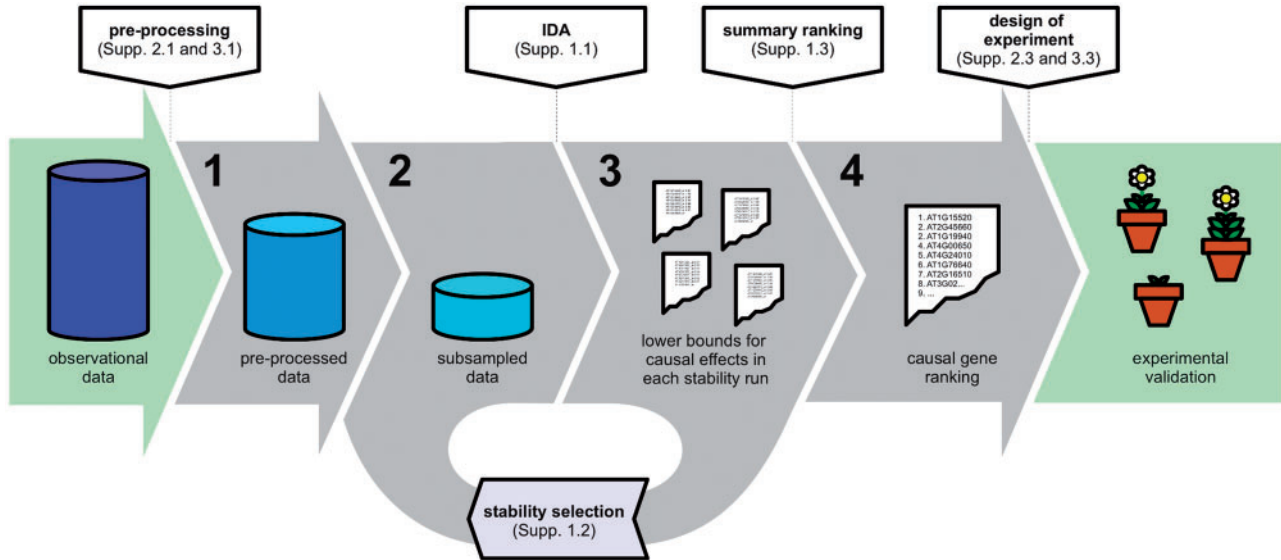 pre-processing
(Supp. 2.1 and 3.1)
IDA
(Supp. 1.1)
summary ranking
(Supp. 1.3)
design of
experiment
(Supp. 2.3 and 3.3)
1
2
3
4
observational
data
pre-processed
data
subsampled
data
lower bounds for
causal effects in
each stability run
1. AT1G15520
2. AT2G45660
2. AT1G19940
4. AT4G00650
5. AT4G24010
6. AT1G76640
7. AT2G16510
8. AT3G02...
9. ...
causal gene
ranking
experimental
validation
stability selection
(Supp. 1.2)